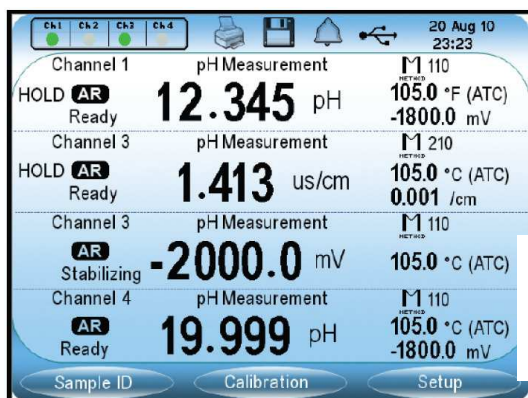 Ch1 Ch2 Ch3 Ch4 20 Aug 10
23:23
Channel 1 pH Measurement M 110
METHOD
HOLD AR 12.345 pH 105.0 °F (ATC)
Ready -1800.0 mV
Channel 3 pH Measurement M 210
METHOD
HOLD AR 1.413 us/cm 105.0 °C (ATC)
Ready 0.001 /cm
Channel 3 pH Measurement M 110
METHOD
AR -2000.0 mV 105.0 °C (ATC)
Stabilizing
Channel 4 pH Measurement M 110
METHOD
AR 19.999 pH 105.0 °C (ATC)
Ready -1800.0 mV
Sample ID Calibration Setup